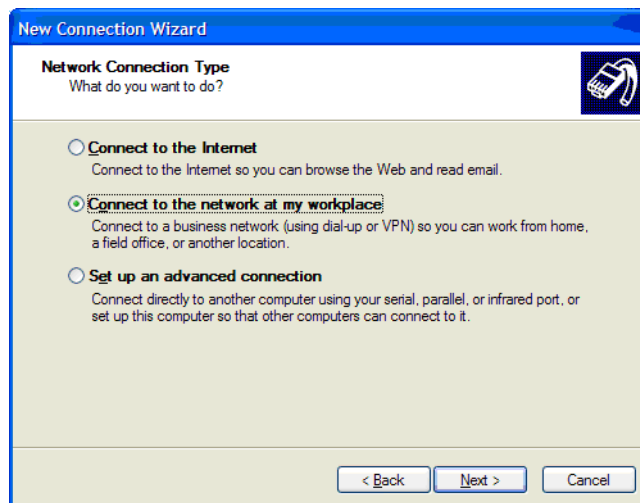 New Connection Wizard
Network Connection Type
What do you want to do?
Connect to the Internet
Connect to the Internet so you can browse the Web and read email.
Connect to the network at my workplace
Connect to a business network (using dial-up or VPN) so you can work from home,
a field office, or another location.
Set up an advanced connection
Connect directly to another computer using your serial, parallel, or infrared port, or
set up this computer so that other computers can connect to it.
< Back Next > Cancel